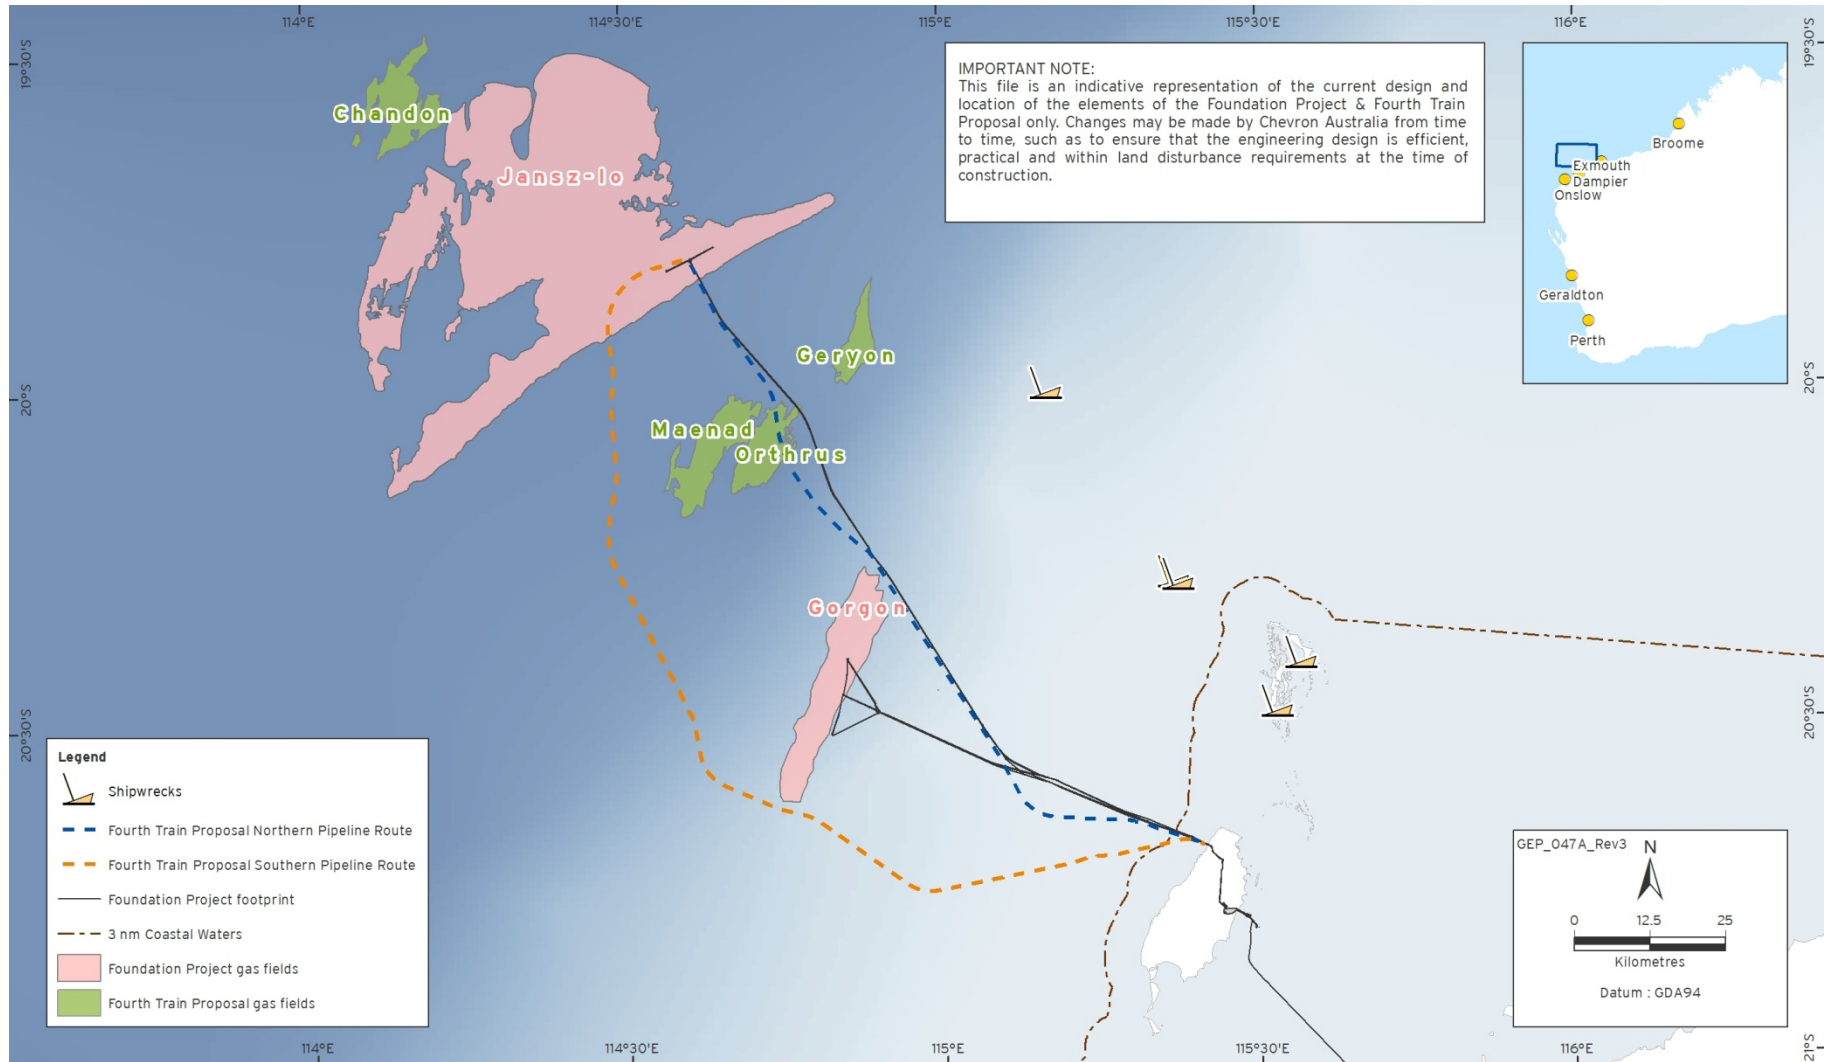 114°E
114°30'E
115°E
115°30'E
116°E
19°30'S
19°30'S
IMPORTANT NOTE:
This file is an indicative representation of the current design and
location of the elements of the Foundation Project & Fourth Train
Proposal only. Changes may be made by Chevron Australia from time
to time, such as to ensure that the engineering design is efficient,
practical and within land disturbance requirements at the time of
construction.
Chandon
Jansz-Io
Broome
Exmouth
Dampier
Onslow
Geraldton
Perth
Geryon
20°S
20°S
Maenad
Orthrus
Gorgon
20°30'S
20°30'S
Legend
Shipwrecks
Fourth Train Proposal Northern Pipeline Route
Fourth Train Proposal Southern Pipeline Route
Foundation Project footprint
3 nm Coastal Waters
Foundation Project gas fields
Fourth Train Proposal gas fields
GEP_047A_Rev3
N
0 12.5 25
Kilometres
Datum : GDA94
114°E
114°30'E
115°E
115°30'E
116°E
21°S